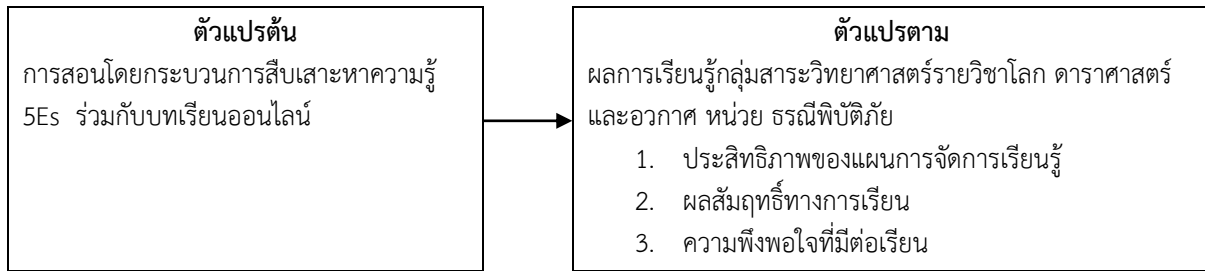 ตัวแปรต้น
การสอนโดยกระบวนการสืบเสาะหาความรู้
5Es ร่วมกับบทเรียนออนไลน์
ตัวแปรตาม
ผลการเรียนรู้กลุ่มสาระวิทยาศาสตร์รายวิชาโลก ดาราศาสตร์
และอวกาศ หน่วย ธรณีพิบัติภัย
1. ประสิทธิภาพของแผนการจัดการเรียนรู้
2. ผลสัมฤทธิ์ทางการเรียน
3. ความพึงพอใจที่มีต่อเรียน